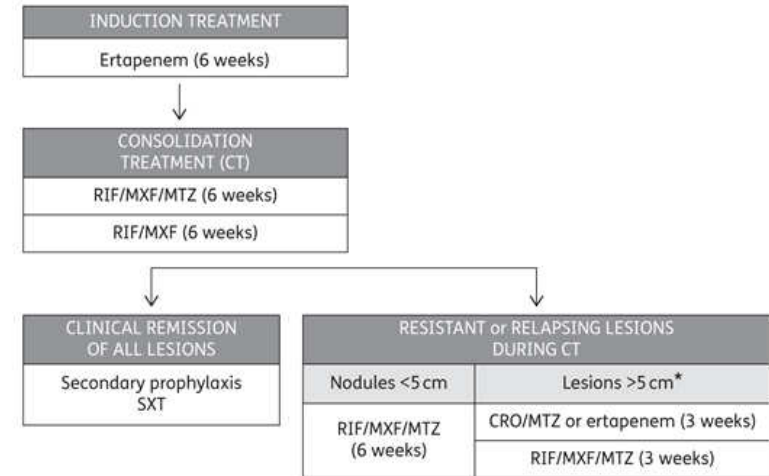 INDUCTION TREATMENT
Ertapenem (6 weeks)
CONSOLIDATION
TREATMENT (CT)
RIF/MXF/MTZ (6 weeks)
RIF/MXF (6 weeks)
CLINICAL REMISSION
OF ALL LESIONS
Secondary prophylaxis
SXT
RESISTANT or RELAPSING LESIONS
DURING CT
Nodules <5 cm
Lesions >5 cm*
RIF/MXF/MTZ
(6 weeks)
CRO/MTZ or ertapenem (3 weeks)
RIF/MXF/MTZ (3 weeks)